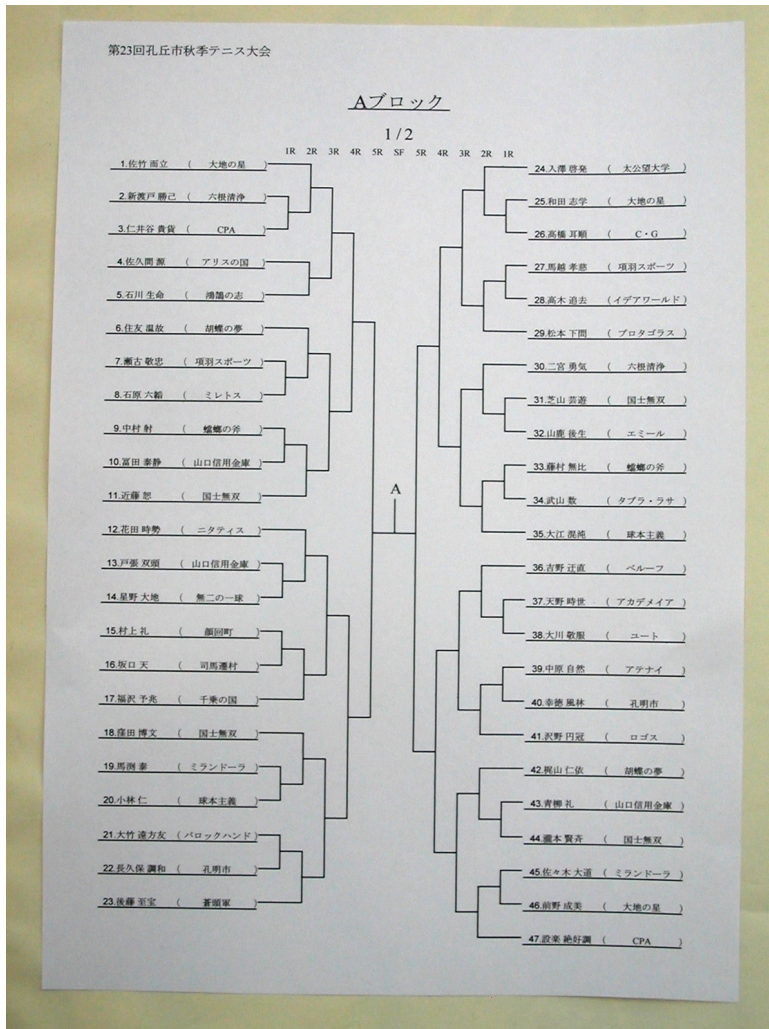 第23回孔丘市秋季テニス大会
Aブロック
1/2
1R 2R 3R 4R 5R SF 5R 4R 3R 2R 1R
1.佐竹 而立 ( 大地の星 )
2.新渡戸 勝己 ( 六根清浄 )
3.仁井谷 貴賃 ( CPA )
4.佐久間 源 ( アリスの国 )
5.石川 生命 ( 鴻鵠の志 )
6.住友 温故 ( 胡蝶の夢 )
7.瀬古 敬忠 ( 項羽スポーツ )
8.石原 六韜 ( ミレトス )
9.中村 射 ( 蟷螂の斧 )
10.冨田 泰静 ( 山口信用金庫 )
11.近藤 恕 ( 国士無双 )
12.花田 時勢 ( ニタティス )
13.戸張 双頭 ( 山口信用金庫 )
14.星野 大地 ( 無二の一球 )
15.村上 礼 ( 顔回町 )
16.坂口 天 ( 司馬遷村 )
17.福沢 予兆 ( 千乗の国 )
18.窪田 博文 ( 国士無双 )
19.馬渕 泰 ( ミランドーラ )
20.小林 仁 ( 球本主義 )
21.大竹 遠方友 ( バロックハンド )
22.長久保 調和 ( 孔明市 )
23.後藤 至宝 ( 蒼頭軍 )
A
24.入澤 啓発 ( 太公望大学 )
25.和田 志学 ( 大地の星 )
26.高橋 耳順 ( C・G )
27.馬越 孝慈 ( 項羽スポーツ )
28.高木 追去 (イデアワールド )
29.松本 下問 ( プロタゴラス )
30.二宮 勇気 ( 六根清浄 )
31.芝山 芸遊 ( 国士無双 )
32.山鹿 後生 ( エミール )
33.藤村 無比 ( 蟷螂の斧 )
34.武山 数 ( タブラ・ラサ )
35.大江 混沌 ( 球本主義 )
36.吉野 迂直 ( ベルーフ )
37.天野 時世 ( アカデメイア )
38.大川 敬服 ( ユート )
39.中原 自然 ( アテナイ )
40.幸徳 風林 ( 孔明市 )
41.沢野 円冠 ( ロゴス )
42.梶山 仁依 ( 胡蝶の夢 )
43.青柳 礼 ( 山口信用金庫 )
44.瀧本 賢斉 ( 国士無双 )
45.佐々木 大道 ( ミランドーラ )
46.前野 成美 ( 大地の星 )
47.設楽 絶好調 ( CPA )